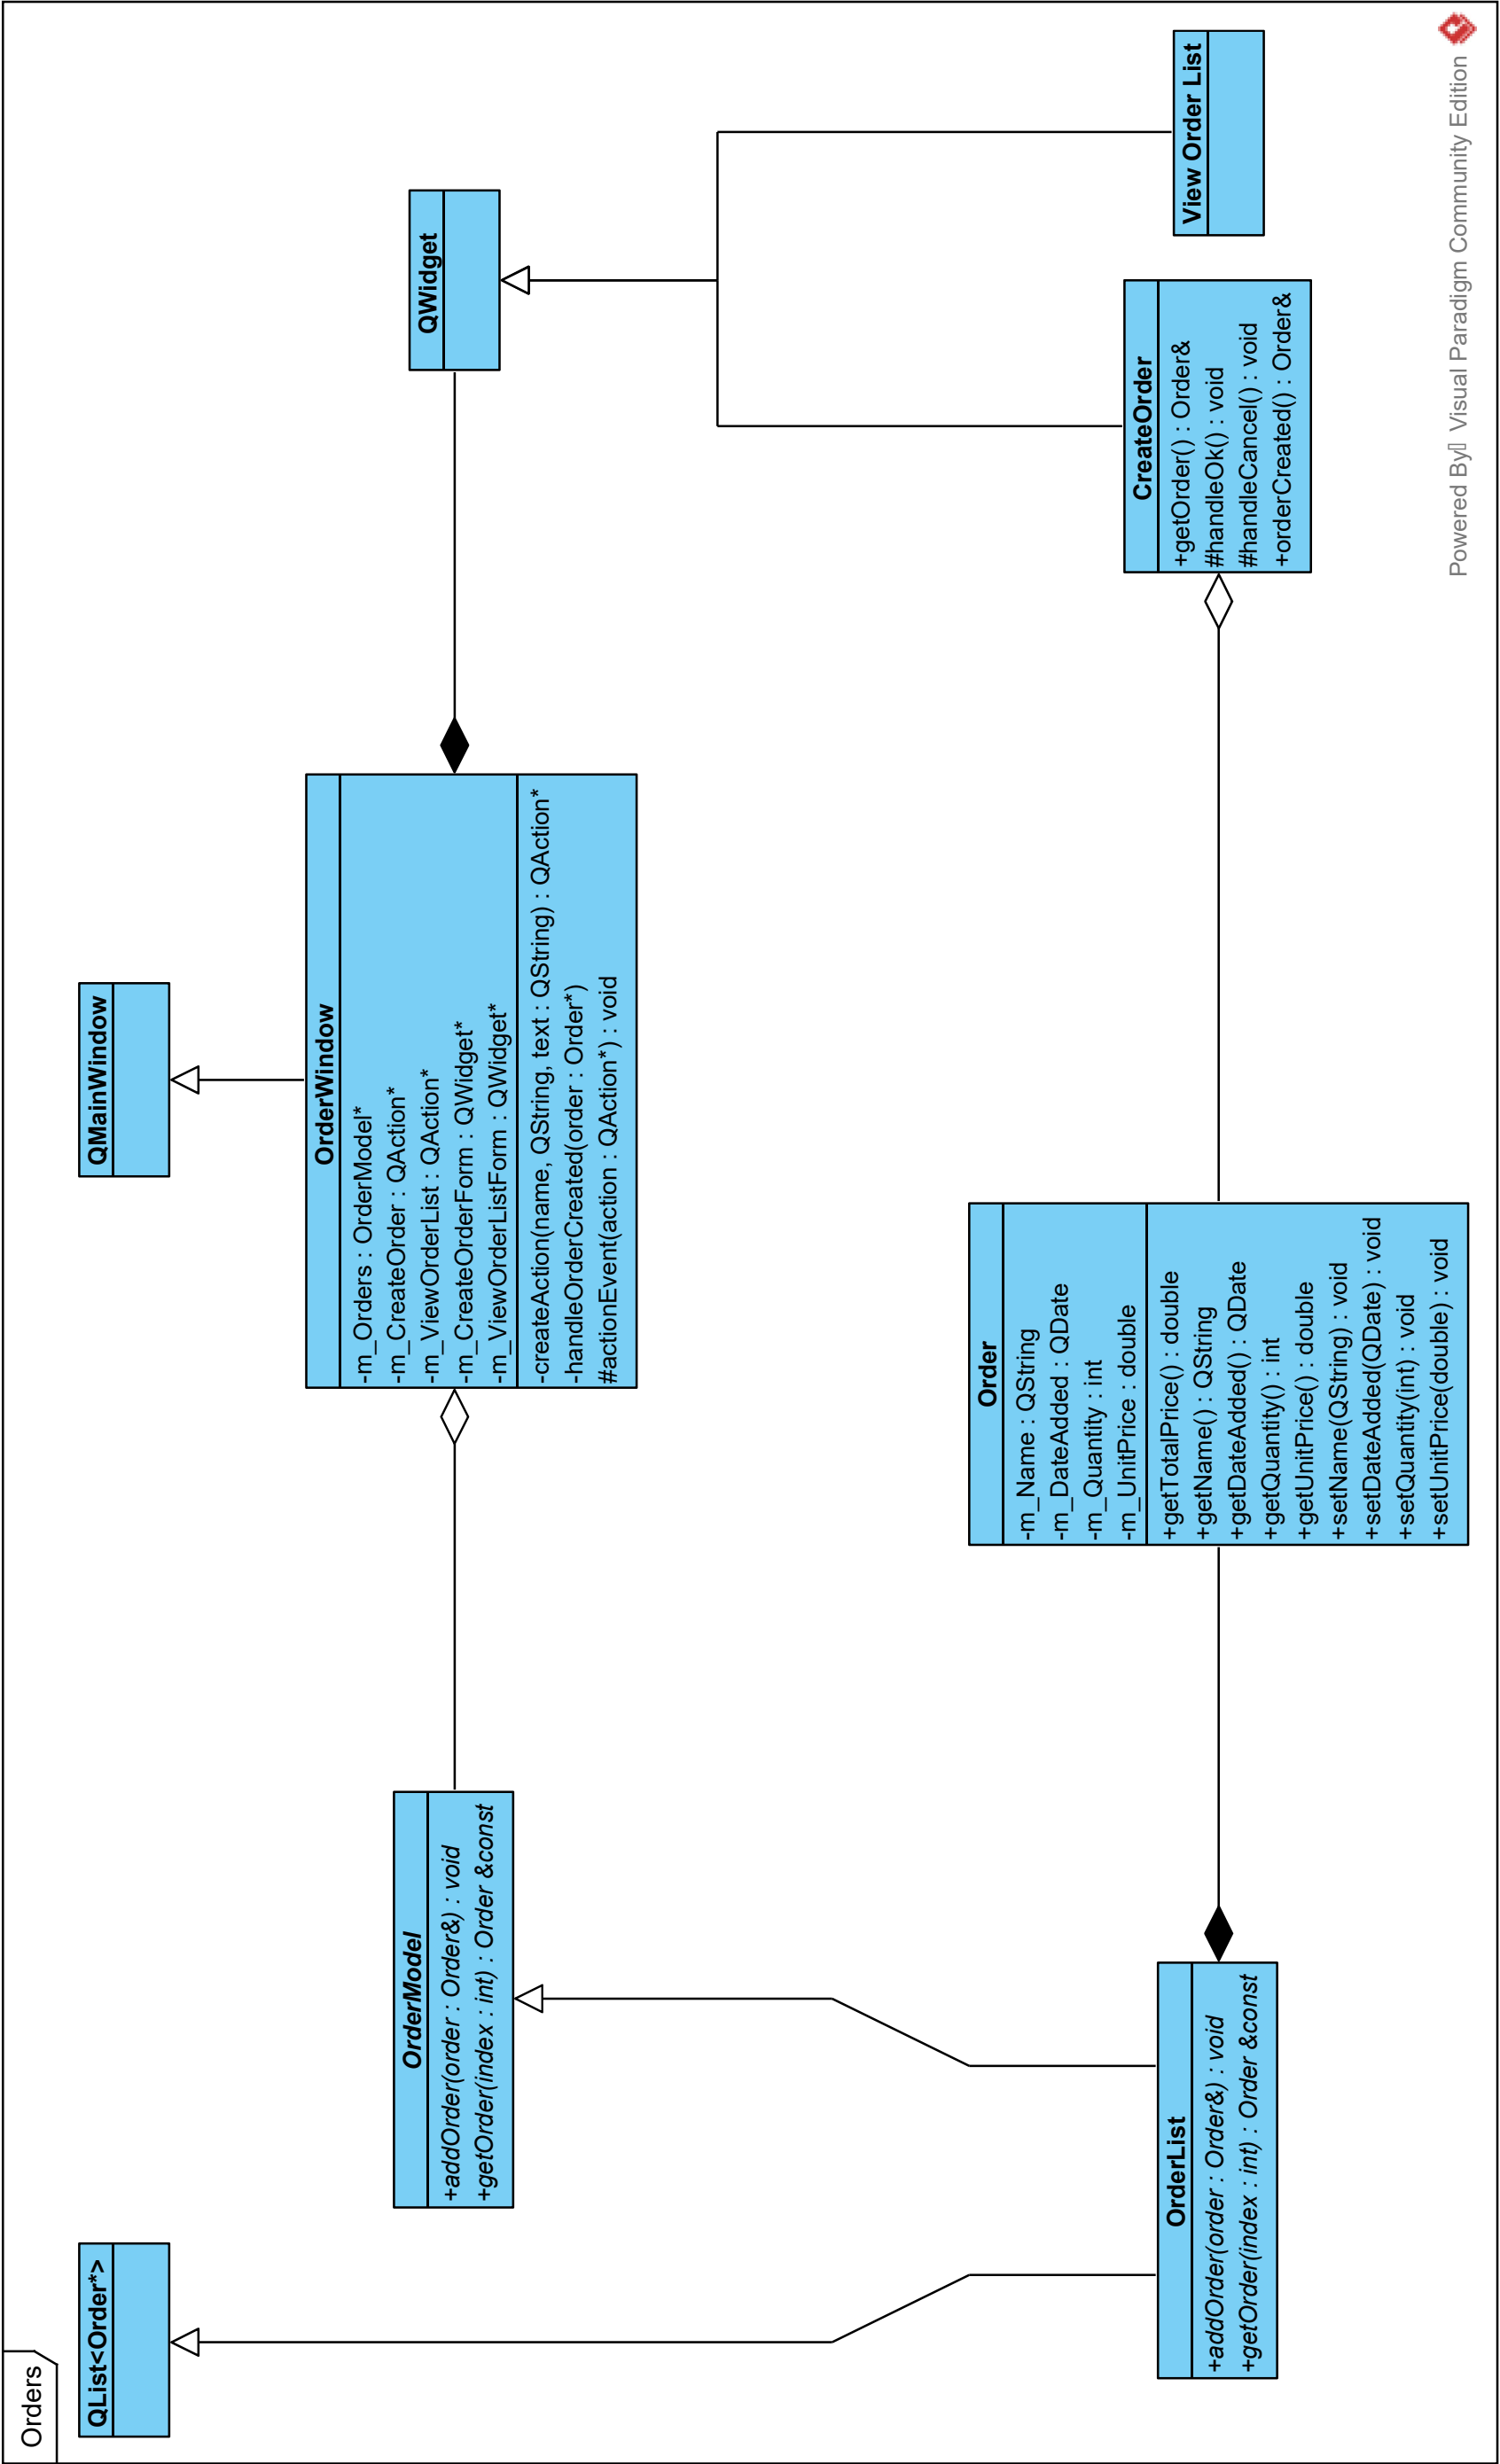 Orders
QList<Order*>
QMainWindow
OrderModel
+addOrder(order : Order&) : void
+getOrder(index : int) : Order &const
OrderWindow
-m_Orders : OrderModel*
-m_CreateOrder : QAction*
-m_ViewOrderList : QAction*
-m_CreateOrderForm : QWidget*
-m_ViewOrderListForm : QWidget*
-createAction(name, QString, text : QString) : QAction*
-handleOrderCreated(order : Order*)
#actionEvent(action : QAction*) : void
QWidget
OrderList
+addOrder(order : Order&) : void
+getOrder(index : int) : Order &const
Order
-m_Name : QString
-m_DateAdded : QDate
-m_Quantity : int
-m_UnitPrice : double
+getTotalPrice() : double
+getName() : QString
+getDateAdded() : QDate
+getQuantity() : int
+getUnitPrice() : double
+setName(QString) : void
+setDateAdded(QDate) : void
+setQuantity(int) : void
+setUnitPrice(double) : void
CreateOrder
+getOrder() : Order&
#handleOk() : void
#handleCancel() : void
+orderCreated() : Order&
View Order List
Powered By Visual Paradigm Community Edition